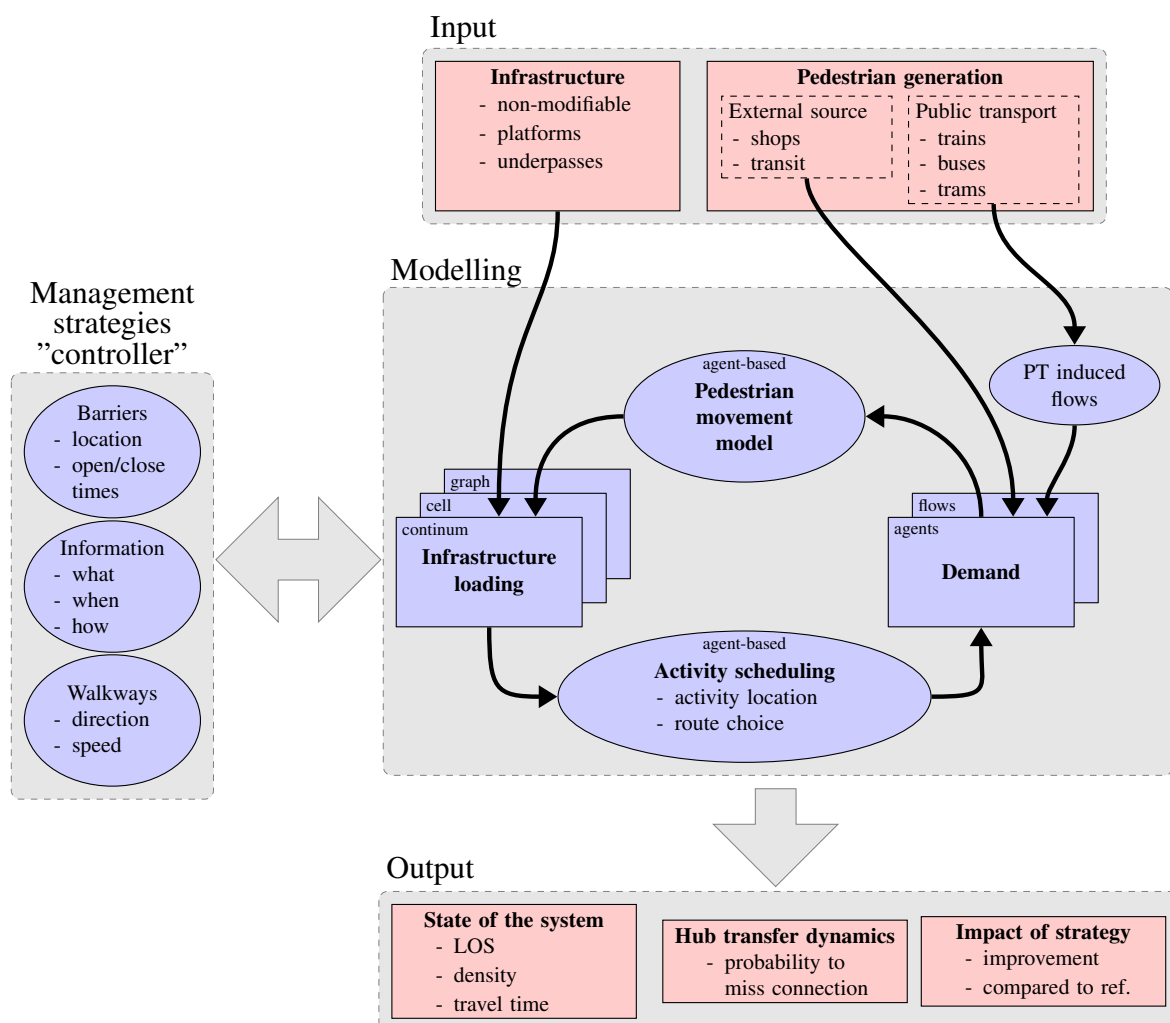 Input
Infrastructure
- non-modifiable
- platforms
- underpasses
Pedestrian generation
External source
- shops
- transit
Public transport
- trains
- buses
- trams
Modelling
Management
strategies
”controller”
Barriers
- location
- open/close
times
Information
- what
- when
- how
Walkways
- direction
- speed
agent-based
Pedestrian
movement
model
PT induced
flows
graph
cell
continum
Infrastructure
loading
flows
agents
Demand
agent-based
Activity scheduling
- activity location
- route choice
Output
State of the system
- LOS
- density
- travel time
Hub transfer dynamics
- probability to
miss connection
Impact of strategy
- improvement
- compared to ref.